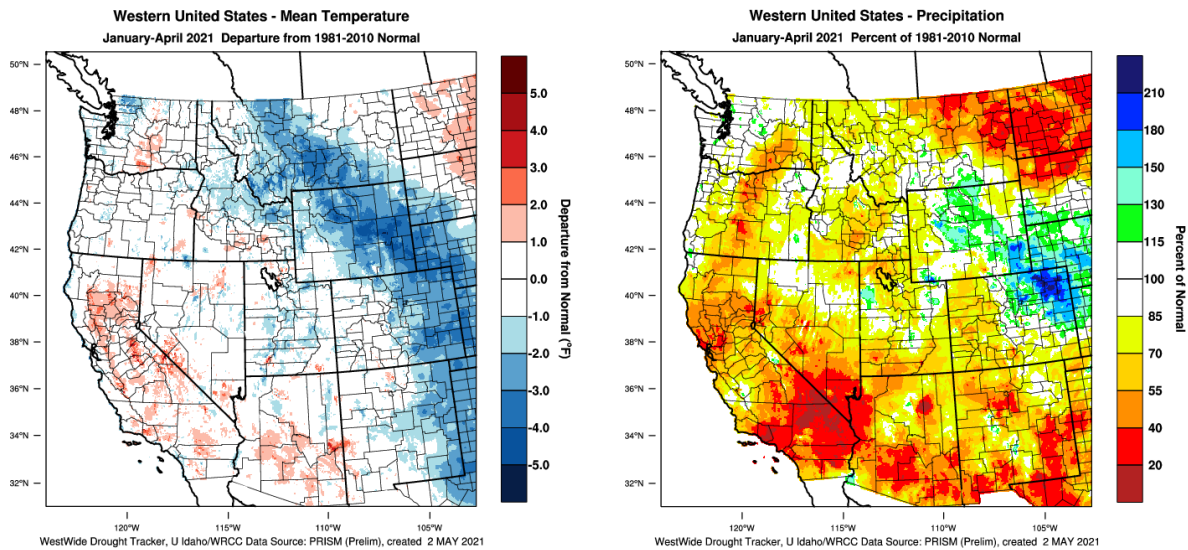 Western United States - Mean Temperature
January-April 2021 Departure from 1981-2010 Normal
50°N
48°N
46°N
44°N
42°N
40°N
38°N
36°N
34°N
32°N
120°W
115°W
110°W
105°W
5.0
4.0
3.0
2.0
1.0
0.0
-1.0
-2.0
-3.0
-4.0
-5.0
Departure from Normal (°F)
WestWide Drought Tracker, U Idaho/WRCC Data Source: PRISM (Prelim), created 2 MAY 2021
Western United States - Precipitation
January-April 2021 Percent of 1981-2010 Normal
50°N
48°N
46°N
44°N
42°N
40°N
38°N
36°N
34°N
32°N
120°W
115°W
110°W
105°W
210
180
150
130
115
100
85
70
55
40
20
Percent of Normal
WestWide Drought Tracker, U Idaho/WRCC Data Source: PRISM (Prelim), created 2 MAY 2021